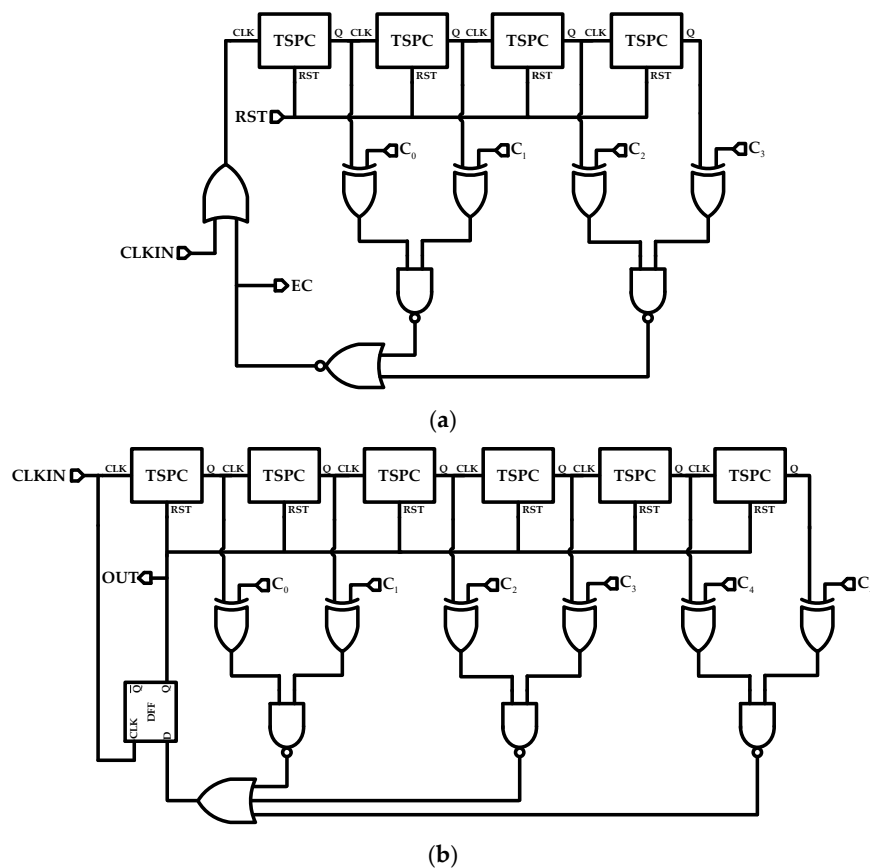 CLK TSPC Q CLK TSPC Q CLK TSPC Q CLK TSPC Q
RST RST RST RST
RST
C0 C1 C2 C3
CLKIN
EC
(a)
CLKIN CLK TSPC Q CLK TSPC Q CLK TSPC Q CLK TSPC Q CLK TSPC Q CLK TSPC Q
RST RST RST RST RST RST
OUT
C0 C1 C2 C3 C4 C
Q̅ Q
DFF
CLK D
(b)